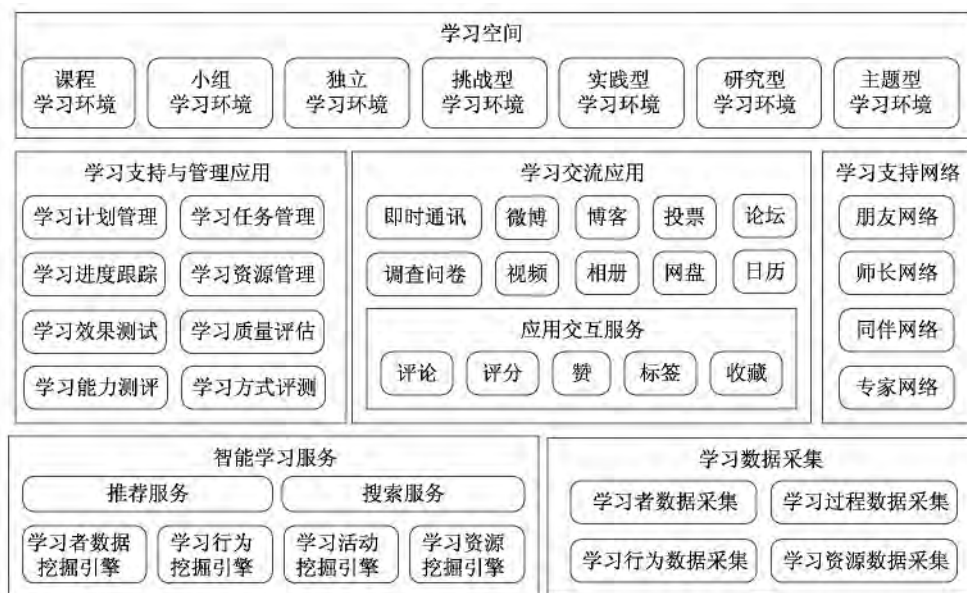 学习空间
课程
学习环境
小组
学习环境
独立
学习环境
挑战型
学习环境
实践型
学习环境
研究型
学习环境
主题型
学习环境
学习支持与管理应用
学习计划管理
学习任务管理
学习进度跟踪
学习资源管理
学习效果测试
学习质量评估
学习能力测评
学习方式评测
学习交流应用
即时通讯
微博
博客
投票
论坛
调查问卷
视频
相册
网盘
日历
应用交互服务
评论
评分
赞
标签
收藏
学习支持网络
朋友网络
师长网络
同伴网络
专家网络
智能学习服务
推荐服务
搜索服务
学习者数据
挖掘引擎
学习行为
挖掘引擎
学习活动
挖掘引擎
学习资源
挖掘引擎
学习数据采集
学习者数据采集
学习过程数据采集
学习行为数据采集
学习资源数据采集